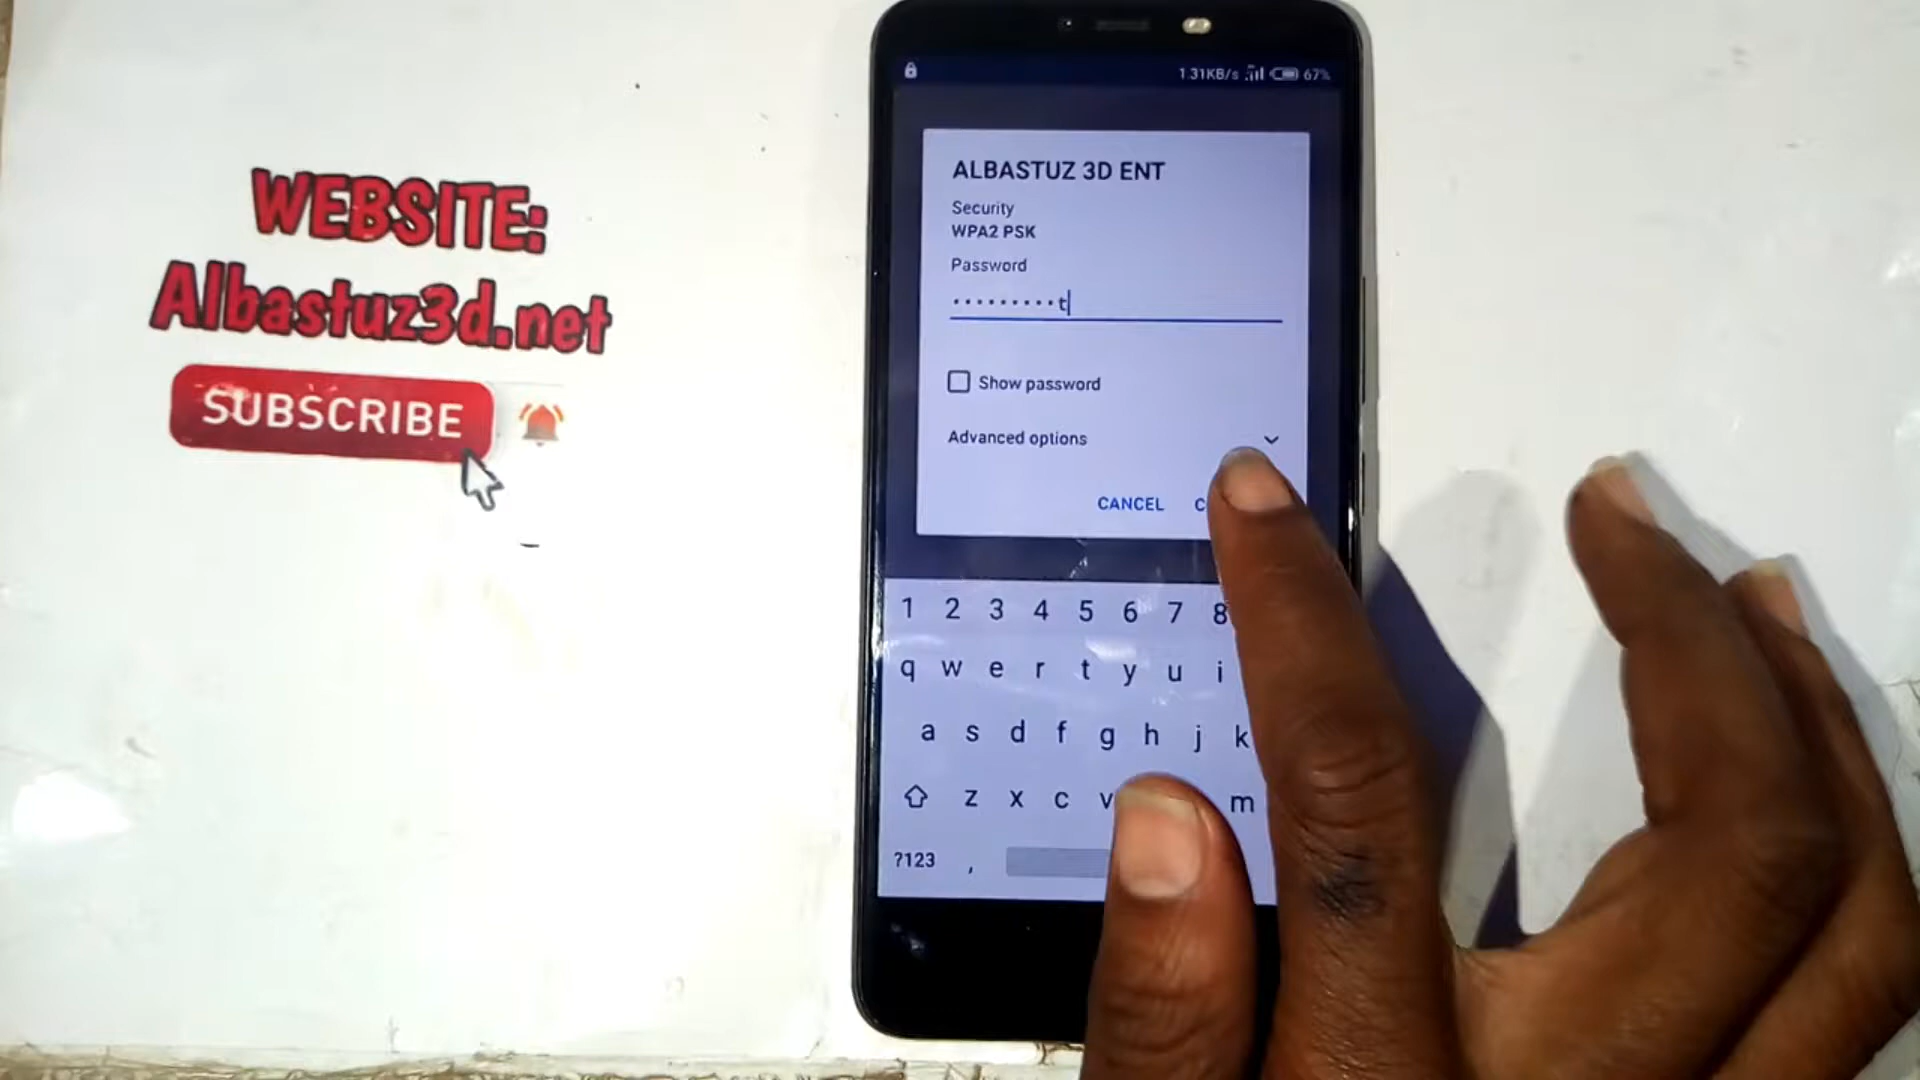 WEBSITE:
Albastuz3d.net
SUBSCRIBE
1.31KB/s 67%
ALBASTUZ 3D ENT
Security
WPA2 PSK
Password
•••••••••t
Show password
Advanced options
CANCEL C
1 2 3 4 5 6 7 8
q w e r t y u i
a s d f g h j k
z x c v m
?123 ,